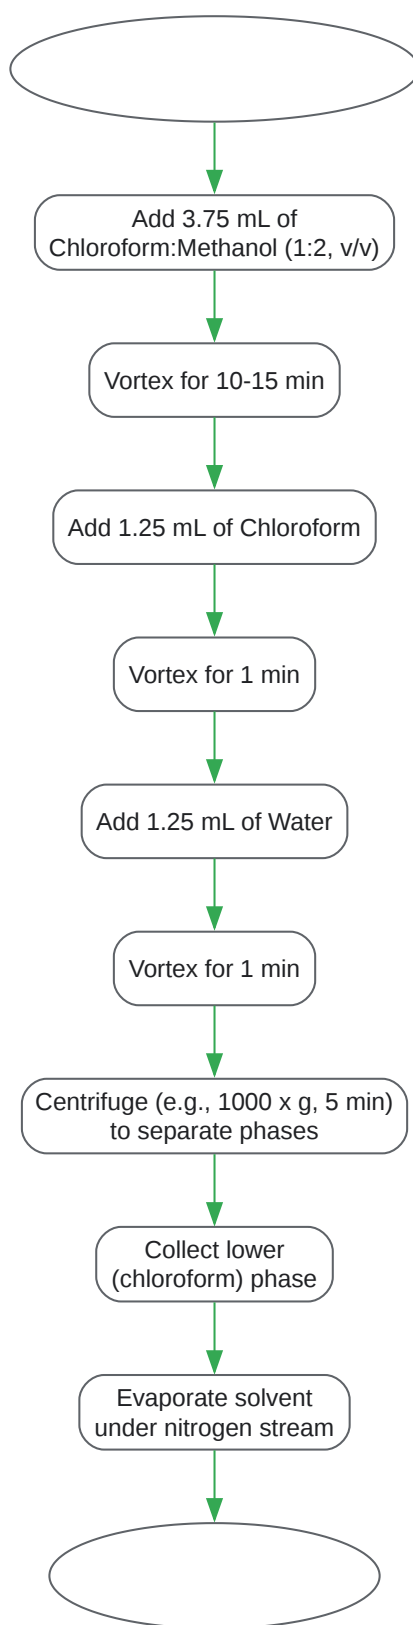 Add 3.75 mL of
Chloroform:Methanol (1:2, v/v)
Vortex for 10-15 min
Add 1.25 mL of Chloroform
Vortex for 1 min
Add 1.25 mL of Water
Vortex for 1 min
Centrifuge (e.g., 1000 x g, 5 min)
to separate phases
Collect lower
(chloroform) phase
Evaporate solvent
under nitrogen stream